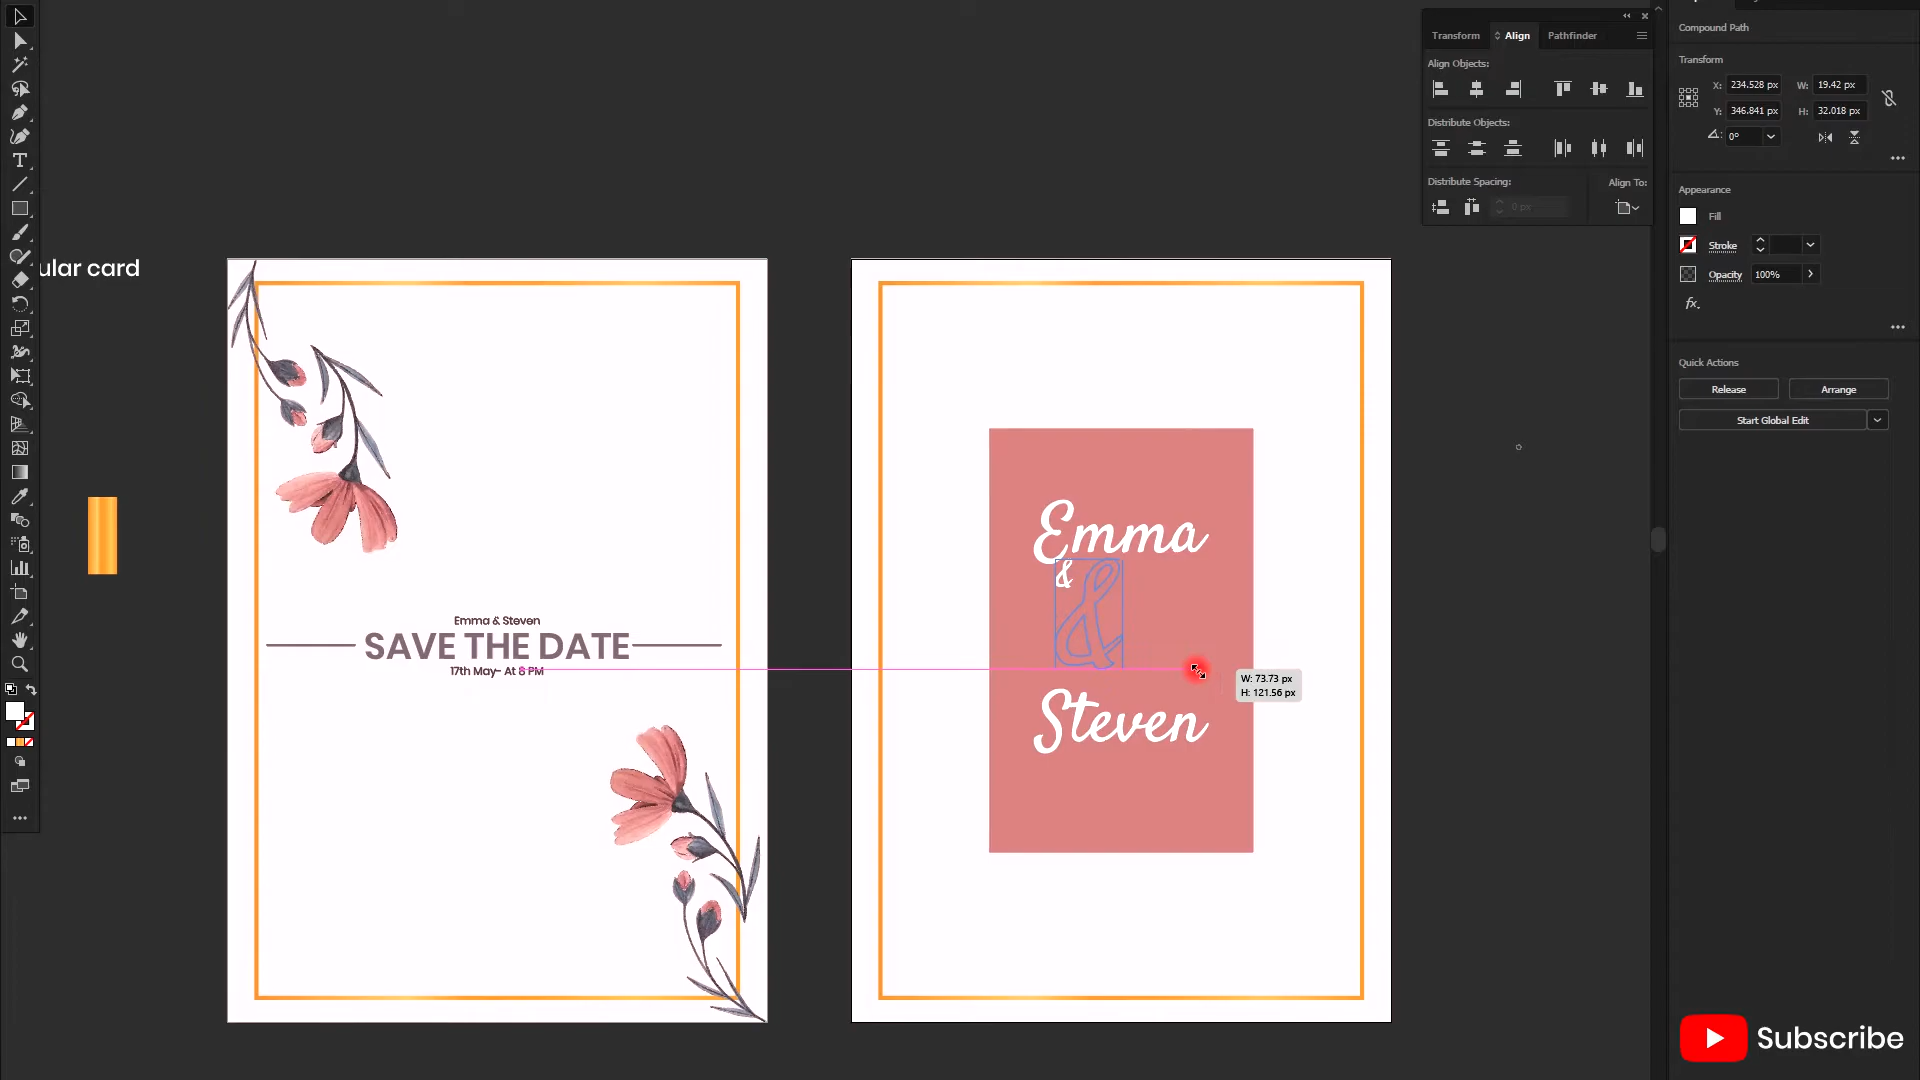 Transform
Align
Pathfinder
Align Objects:
Distribute Objects:
Distribute Spacing:
Align To:
0 px
Compound Path
Transform
X: 234.528 px
W: 19.42 px
Y: 346.841 px
H: 32.018 px
0°
Appearance
Fill
Stroke
Opacity
100%
fx.
Quick Actions
Release
Arrange
Start Global Edit
ular card
Emma & Steven
SAVE THE DATE
17th May- At 8 PM
Emma
&
&
Steven
W: 73.73 px
H: 121.56 px
Subscribe